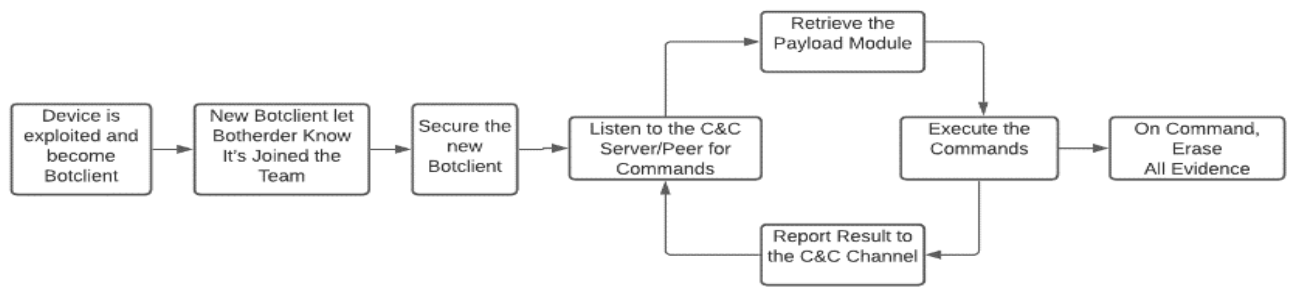 Device is
exploited and
become
Botclient
New Botclient let
Botherder Know
It's Joined the
Team
Secure the
new
Botclient
Listen to the C&C
Server/Peer for
Commands
Retrieve the
Payload Module
Execute the
Commands
Report Result to
the C&C Channel
On Command,
Erase
All Evidence